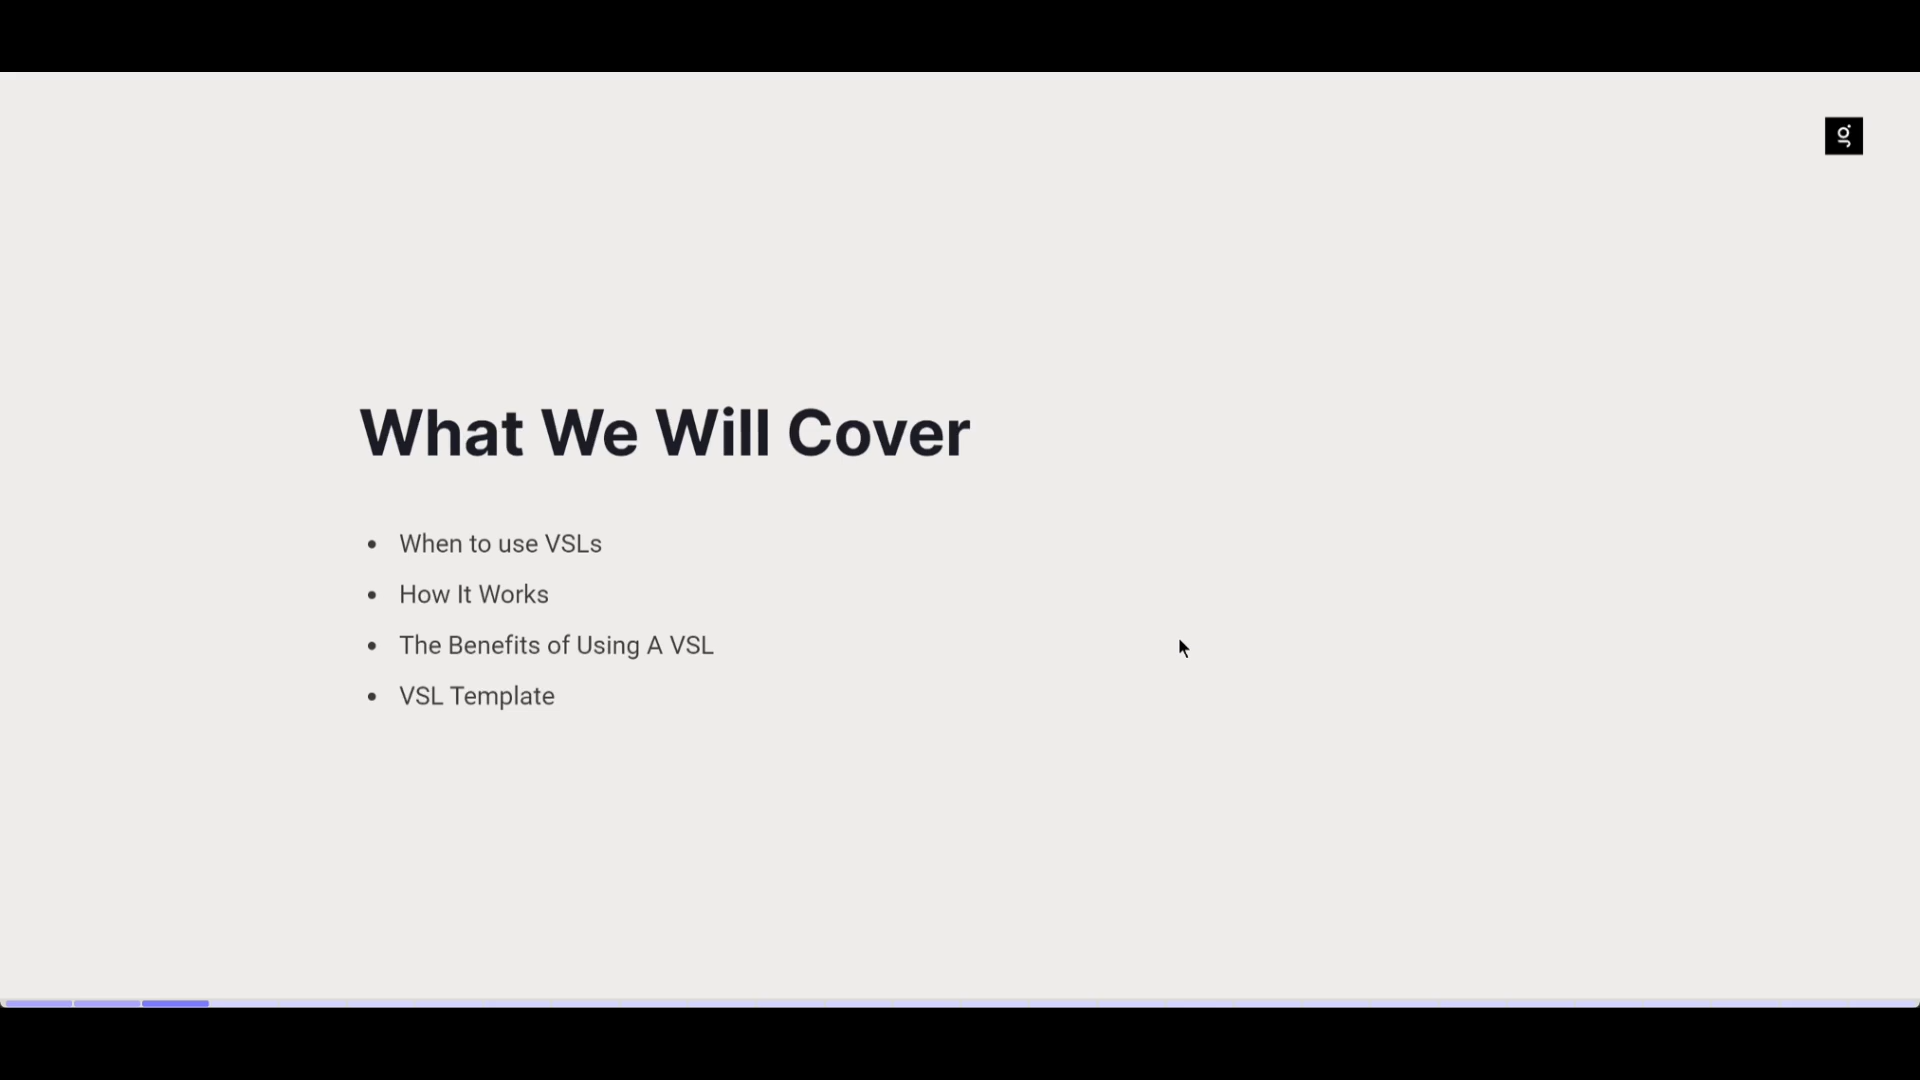 g
What We Will Cover
• When to use VSLs
• How It Works
• The Benefits of Using A VSL
• VSL Template